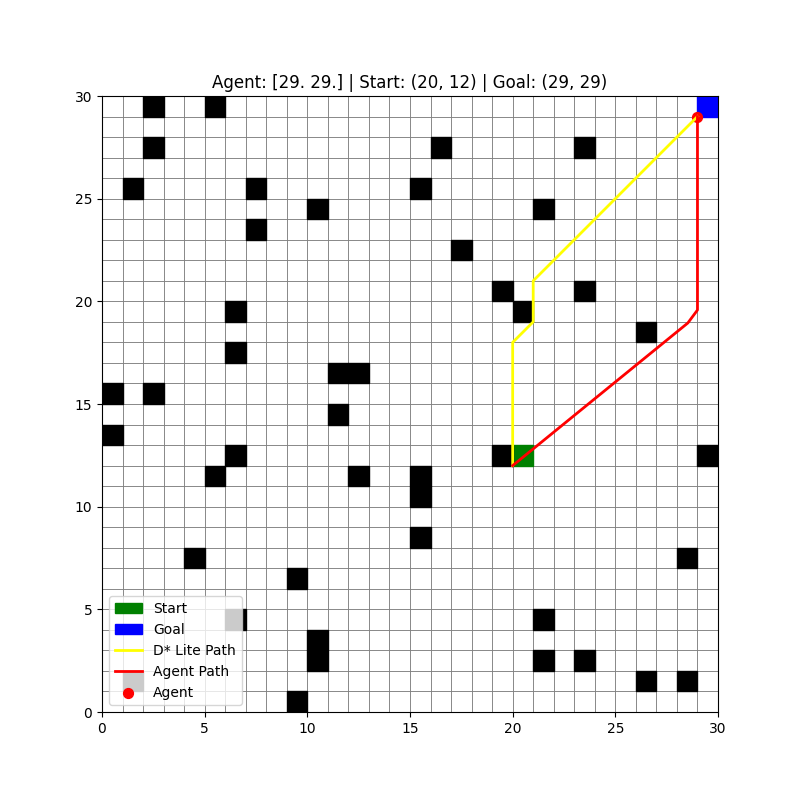 Agent: [29. 29.] | Start: (20, 12) | Goal: (29, 29)
30
25
20
15
10
5
0
Start
Goal
D* Lite Path
Agent Path
Agent
0 5 10 15 20 25 30